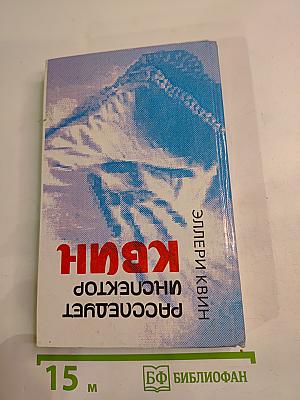 ЭЛЛЕРИ КВИН
РАССЛЕДУЕТ
ИНСПЕКТОР
КВИН
15 м
БФ БИБЛИОФАН